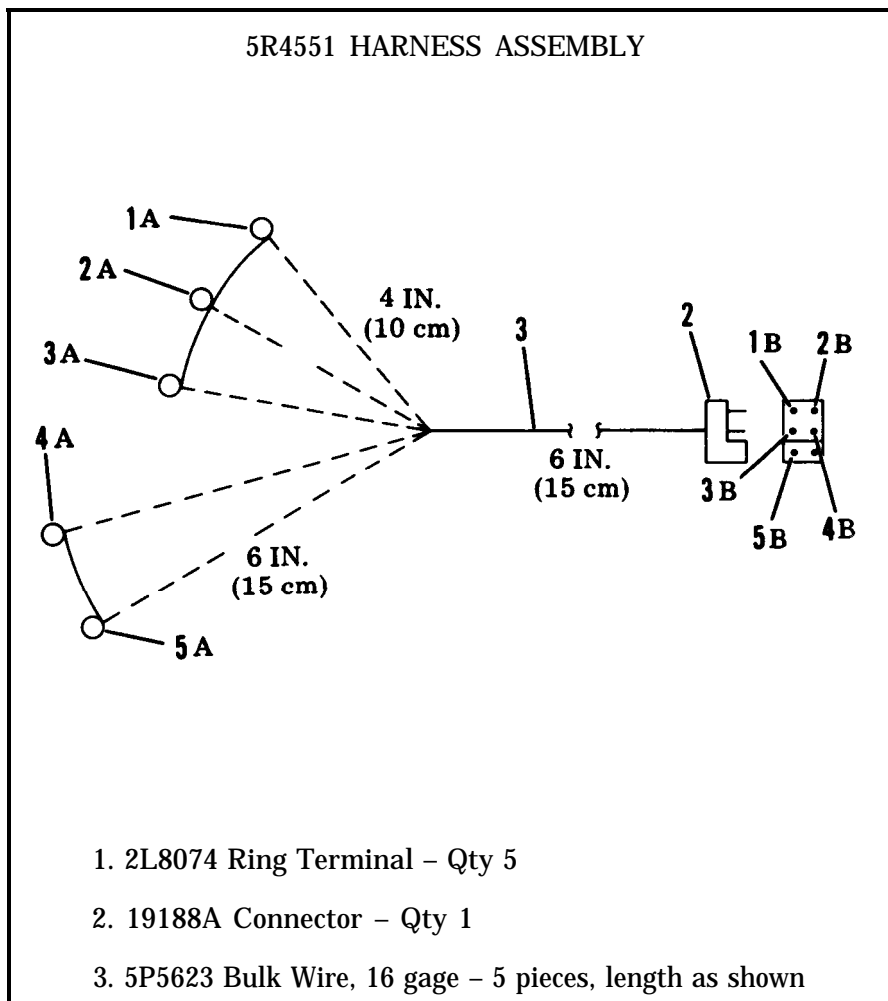 5R4551 HARNESS ASSEMBLY
1A
2A
3A
4 IN.
(10 cm)
3
2
1B
2B
4A
6 IN.
(15 cm)
3B
5B
4B
6 IN.
(15 cm)
5A
1. 2L8074 Ring Terminal – Qty 5
2. 19188A Connector – Qty 1
3. 5P5623 Bulk Wire, 16 gage – 5 pieces, length as shown